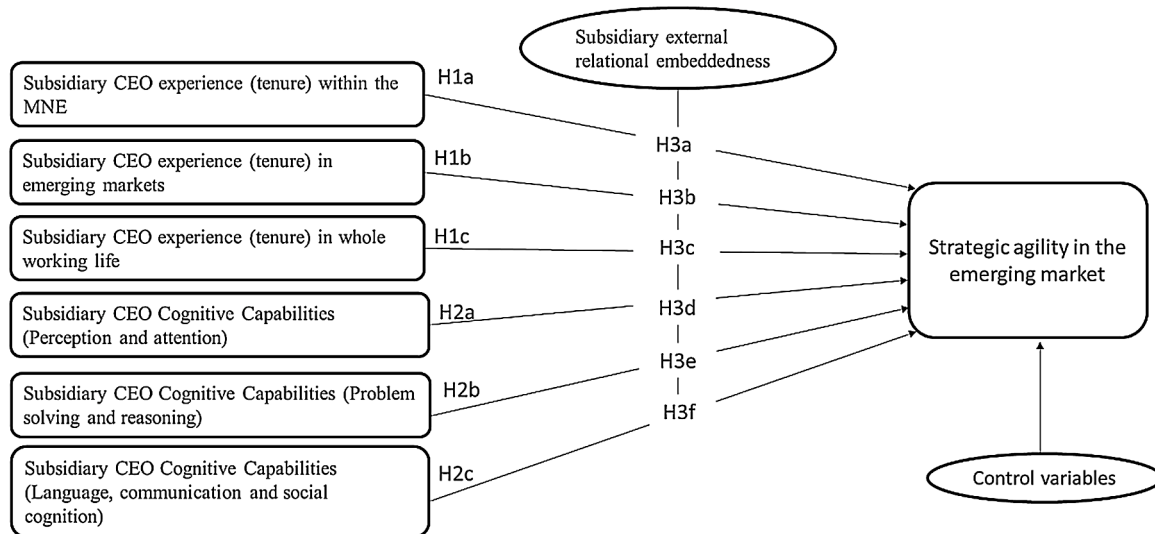 Subsidiary external
relational embeddedness
Subsidiary CEO experience (tenure) within the
MNE
H1a
H3a
Subsidiary CEO experience (tenure) in
emerging markets
H1b
H3b
Subsidiary CEO experience (tenure) in whole
working life
H1c
H3c
Strategic agility in the
emerging market
Subsidiary CEO Cognitive Capabilities
(Perception and attention)
H2a
H3d
Subsidiary CEO Cognitive Capabilities (Problem
solving and reasoning)
H2b
H3e
H3f
Subsidiary CEO Cognitive Capabilities
(Language, communication and social
cognition)
H2c
Control variables